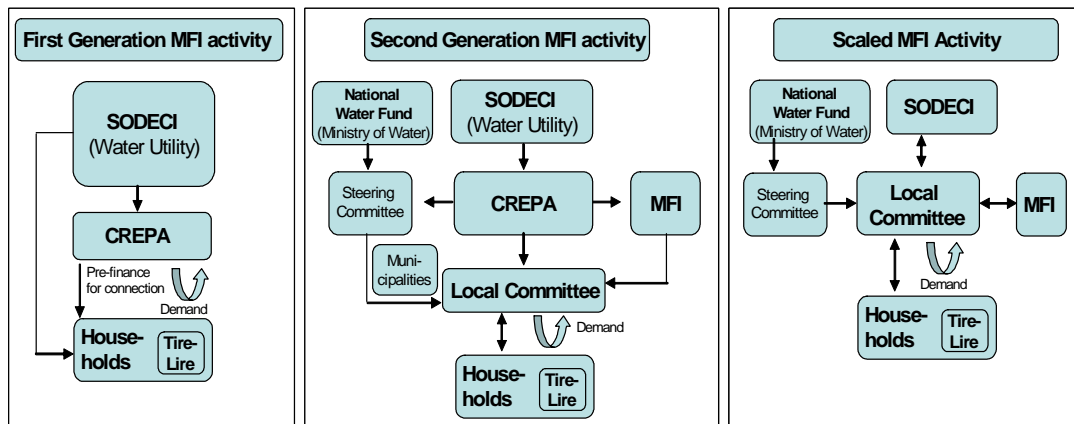 First Generation MFI activity
SODECI
(Water Utility)
CREPA
Pre-finance
for connection
Demand
House-
holds
Tire-
Lire
Second Generation MFI activity
National
Water Fund
(Ministry of Water)
SODECI
(Water Utility)
Steering
Committee
CREPA
MFI
Muni-
cipalities
Local Committee
Demand
House-
holds
Tire-
Lire
Scaled MFI Activity
National
Water Fund
(Ministry of Water)
SODECI
Steering
Committee
Local
Committee
MFI
Demand
House-
holds
Tire-
Lire